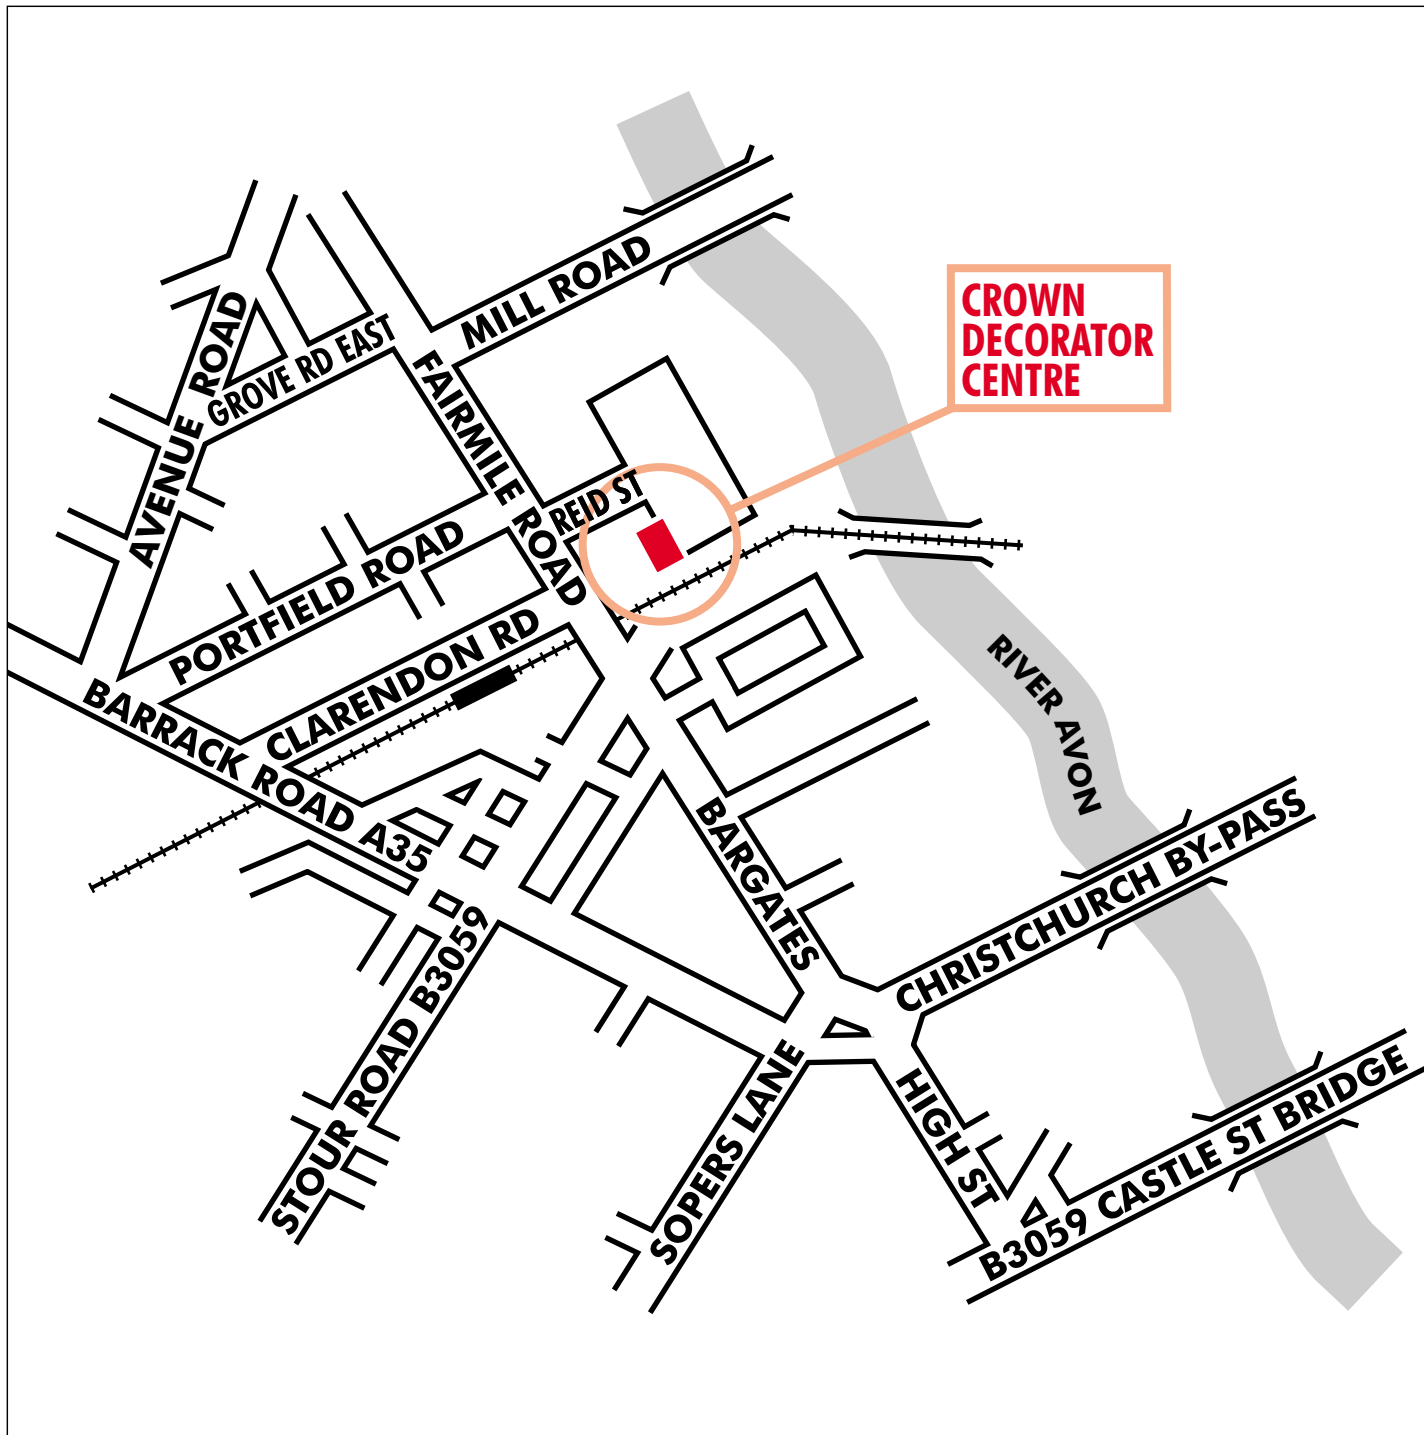 MILL ROAD
CROWN
DECORATOR
CENTRE
AVENUE ROAD
GROVE RD EAST
FAIRMILE ROAD
REID ST
PORTFIELD ROAD
CLARENDON RD
RIVER AVON
BARRACK ROAD A35
BARGATES
CHRISTCHURCH BY-PASS
STOUR ROAD B3059
SOPERS LANE
HIGH ST
B3059 CASTLE ST BRIDGE